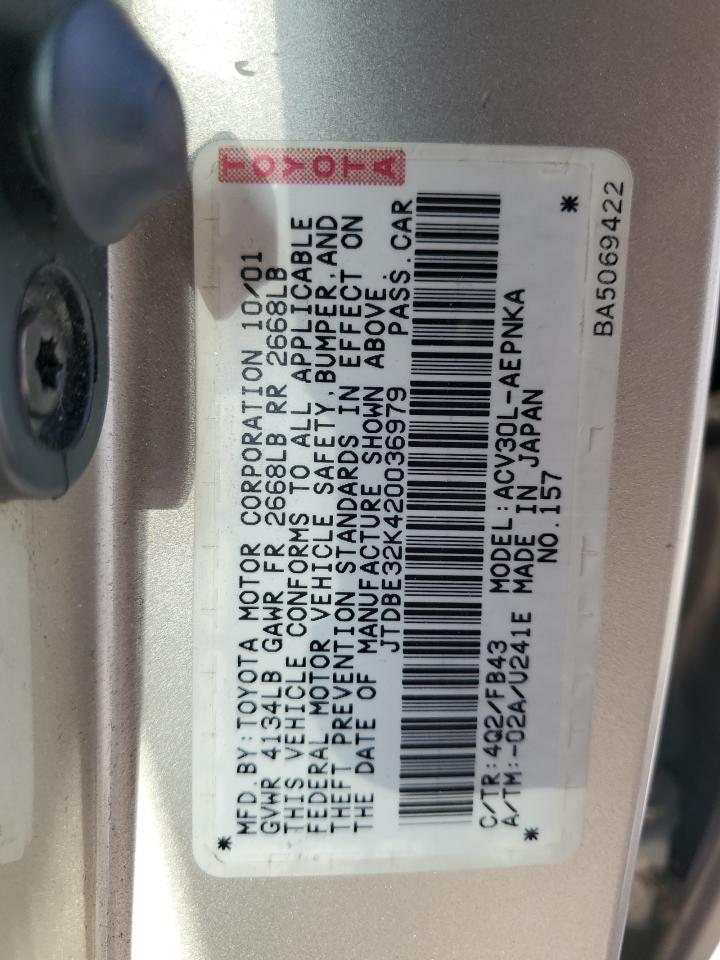 TOYOTA
*MFD.BY:TOYOTA MOTOR CORPORATION 10/01
GVWR 4134LB GAWR FR 2668LB RR 2668LB
THIS VEHICLE CONFORMS TO ALL APPLICABLE
FEDERAL MOTOR VEHICLE SAFETY,BUMPER,AND
THEFT PREVENTION STANDARDS IN EFFECT ON
THE DATE OF MANUFACTURE SHOWN ABOVE.
JTDBE32K420036979 PASS.CAR
C/TR:4Q2/FB43 MODEL:ACV30L-AEPNKA
A/TM:-02A/U241E MADE IN JAPAN
* NO.157 *
BA5069422